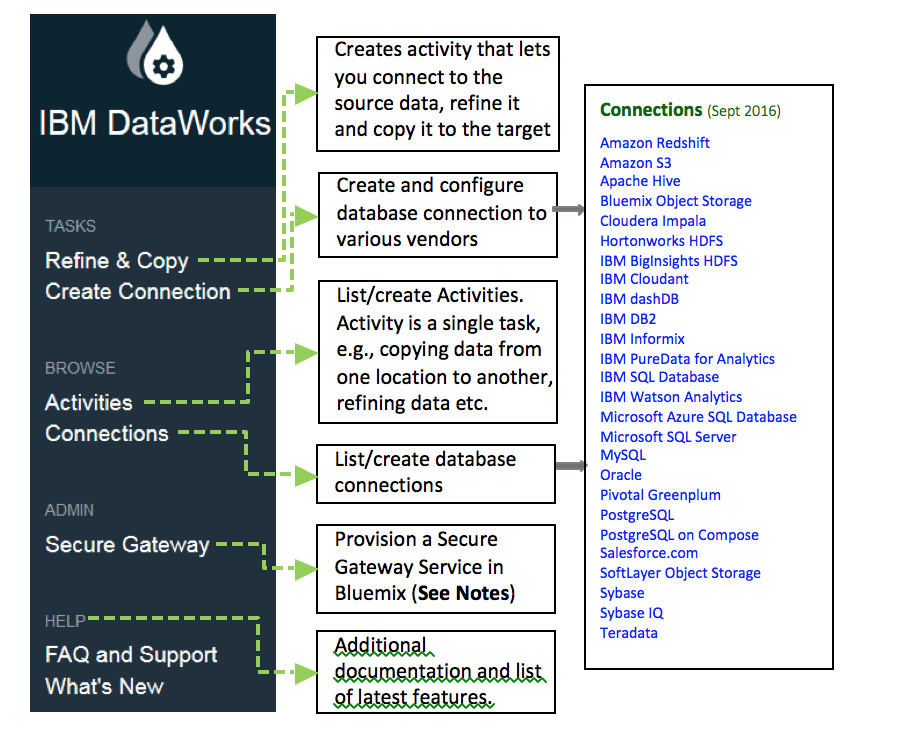 IBM DataWorks
TASKS
Refine & Copy
Create Connection
BROWSE
Activities
Connections
ADMIN
Secure Gateway
HELP
FAQ and Support
What's New
Creates activity that lets
you connect to the
source data, refine it
and copy it to the target
Create and configure
database connection to
various vendors
List/create Activities.
Activity is a single task,
e.g., copying data from
one location to another,
refining data etc.
List/create database
connections
Provision a Secure
Gateway Service in
Bluemix (See Notes)
Additional
documentation and list
of latest features.
Connections (Sept 2016)
Amazon Redshift
Amazon S3
Apache Hive
Bluemix Object Storage
Cloudera Impala
Hortonworks HDFS
IBM BigInsights HDFS
IBM Cloudant
IBM dashDB
IBM DB2
IBM Informix
IBM PureData for Analytics
IBM SQL Database
IBM Watson Analytics
Microsoft Azure SQL Database
Microsoft SQL Server
MySQL
Oracle
Pivotal Greenplum
PostgreSQL
PostgreSQL on Compose
Salesforce.com
SoftLayer Object Storage
Sybase
Sybase IQ
Teradata